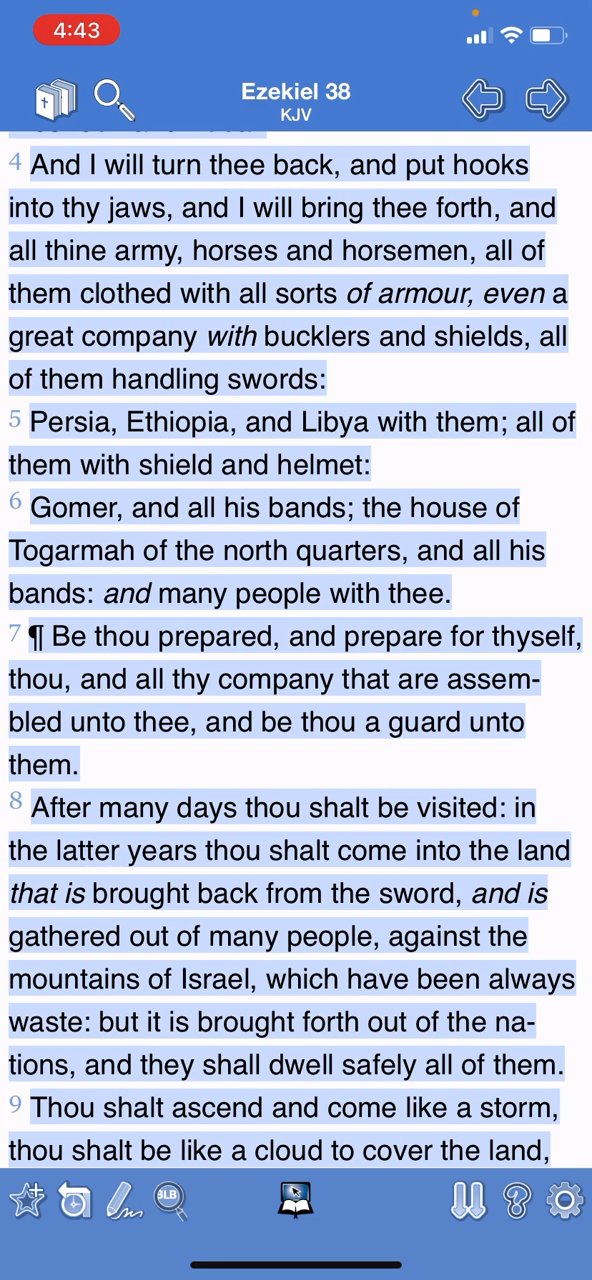 4:43
Ezekiel 38
KJV
4 And I will turn thee back, and put hooks
into thy jaws, and I will bring thee forth, and
all thine army, horses and horsemen, all of
them clothed with all sorts of armour, even a
great company with bucklers and shields, all
of them handling swords:
5 Persia, Ethiopia, and Libya with them; all of
them with shield and helmet:
6 Gomer, and all his bands; the house of
Togarmah of the north quarters, and all his
bands: and many people with thee.
7 ¶ Be thou prepared, and prepare for thyself,
thou, and all thy company that are assem-
bled unto thee, and be thou a guard unto
them.
8 After many days thou shalt be visited: in
the latter years thou shalt come into the land
that is brought back from the sword, and is
gathered out of many people, against the
mountains of Israel, which have been always
waste: but it is brought forth out of the na-
tions, and they shall dwell safely all of them.
9 Thou shalt ascend and come like a storm,
thou shalt be like a cloud to cover the land,
BLB